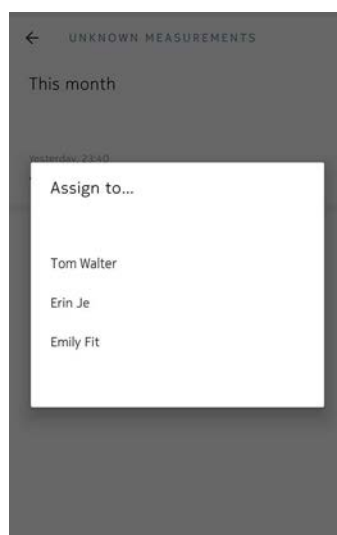 UNKNOWN MEASUREMENTS
This month
Yesterday, 23:40
Assign to...
Tom Walter
Erin Je
Emily Fit